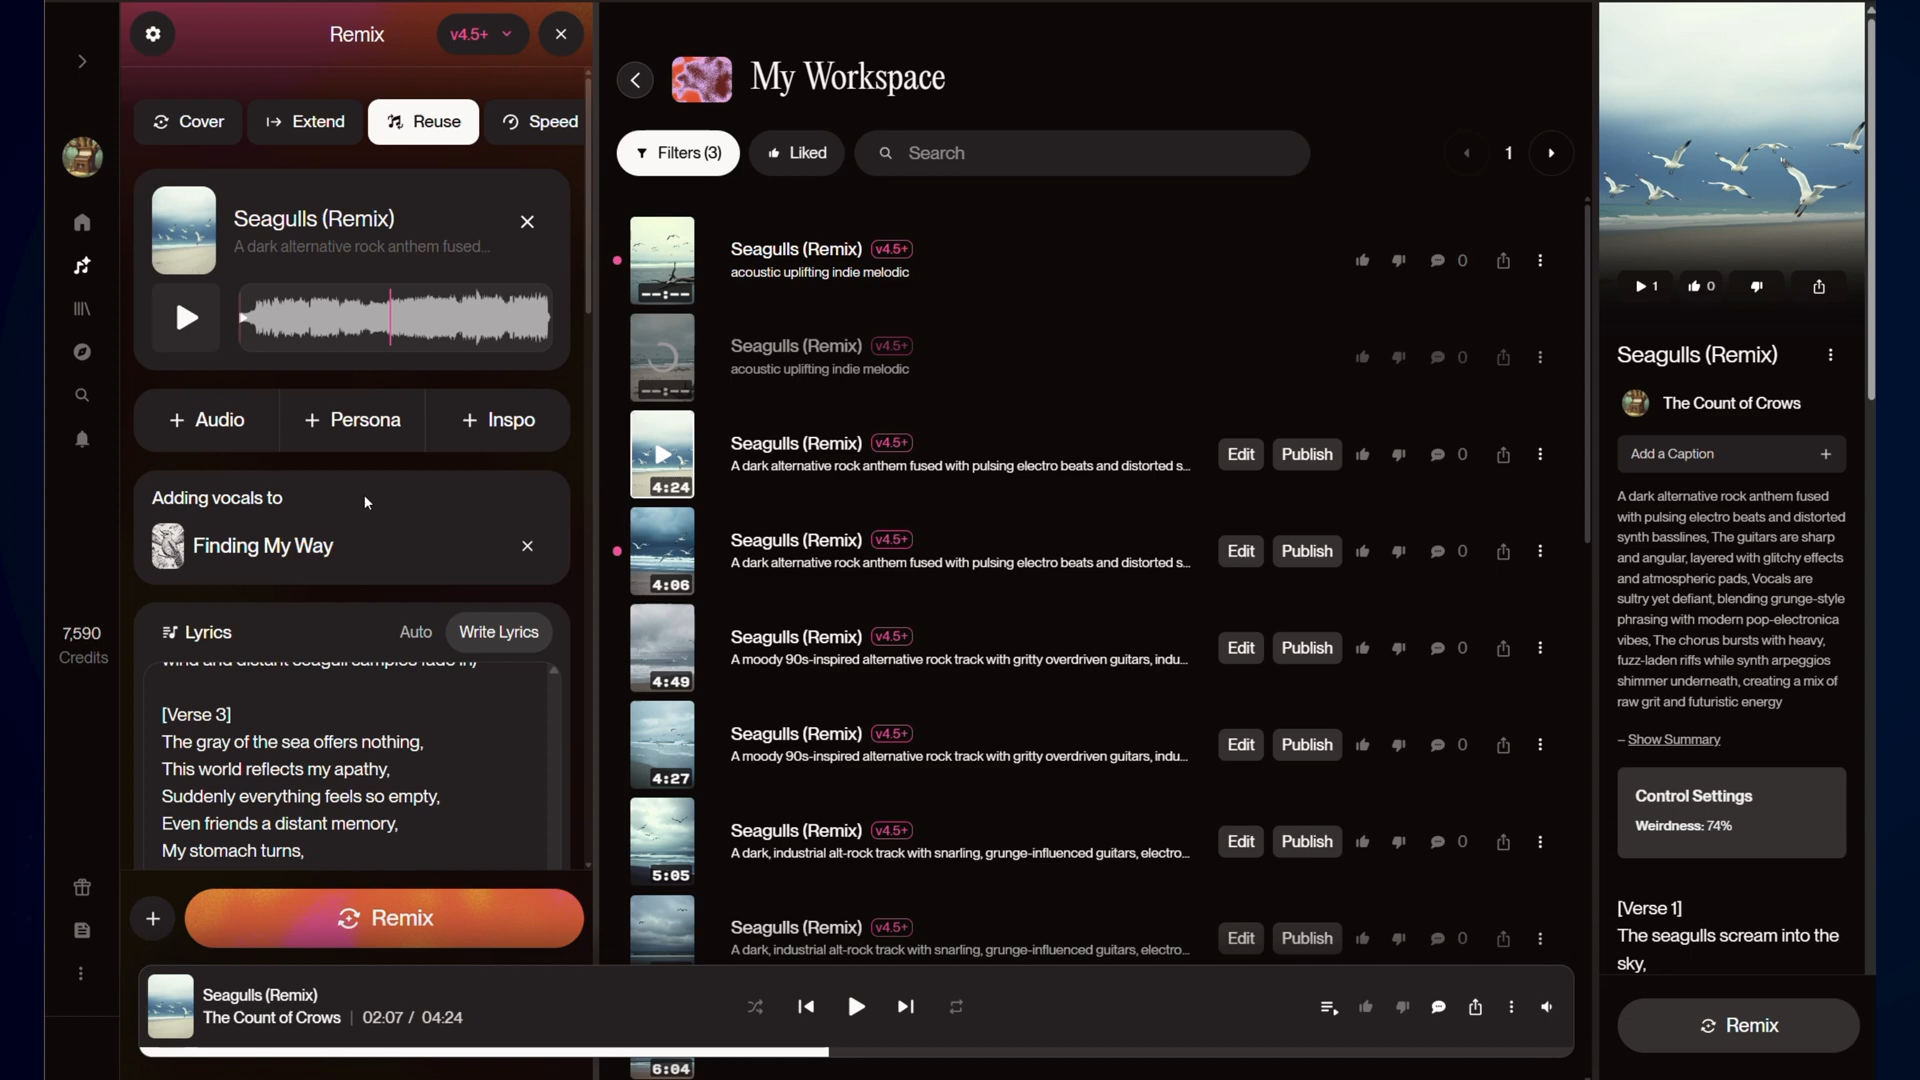 Remix
v4.5+
Cover
Extend
Reuse
Speed
Seagulls (Remix)
A dark alternative rock anthem fused...
+ Audio
+ Persona
+ Inspo
Adding vocals to
Finding My Way
Lyrics
Auto
Write Lyrics
wind and distant seagull samples fade in)
[Verse 3]
The gray of the sea offers nothing,
This world reflects my apathy,
Suddenly everything feels so empty,
Even friends a distant memory,
My stomach turns,
Remix
7,590
Credits
My Workspace
Filters (3)
Liked
Search
1
Seagulls (Remix) v4.5+
acoustic uplifting indie melodic
--:--
0
Seagulls (Remix) v4.5+
acoustic uplifting indie melodic
--:--
0
Seagulls (Remix) v4.5+
A dark alternative rock anthem fused with pulsing electro beats and distorted s...
4:24
Edit
Publish
0
Seagulls (Remix) v4.5+
A dark alternative rock anthem fused with pulsing electro beats and distorted s...
4:06
Edit
Publish
0
Seagulls (Remix) v4.5+
A moody 90s-inspired alternative rock track with gritty overdriven guitars, indu...
4:49
Edit
Publish
0
Seagulls (Remix) v4.5+
A moody 90s-inspired alternative rock track with gritty overdriven guitars, indu...
4:27
Edit
Publish
0
Seagulls (Remix) v4.5+
A dark, industrial alt-rock track with snarling, grunge-influenced guitars, electro...
5:05
Edit
Publish
0
Seagulls (Remix) v4.5+
A dark, industrial alt-rock track with snarling, grunge-influenced guitars, electro...
Edit
Publish
0
6:04
Seagulls (Remix)
The Count of Crows | 02:07 / 04:24
1
0
Seagulls (Remix)
The Count of Crows
Add a Caption +
A dark alternative rock anthem fused
with pulsing electro beats and distorted
synth basslines, The guitars are sharp
and angular, layered with glitchy effects
and atmospheric pads, Vocals are
sultry yet defiant, blending grunge-style
phrasing with modern pop-electronica
vibes, The chorus bursts with heavy,
fuzz-laden riffs while synth arpeggios
shimmer underneath, creating a mix of
raw grit and futuristic energy
– Show Summary
Control Settings
Weirdness: 74%
[Verse 1]
The seagulls scream into the
sky,
Remix